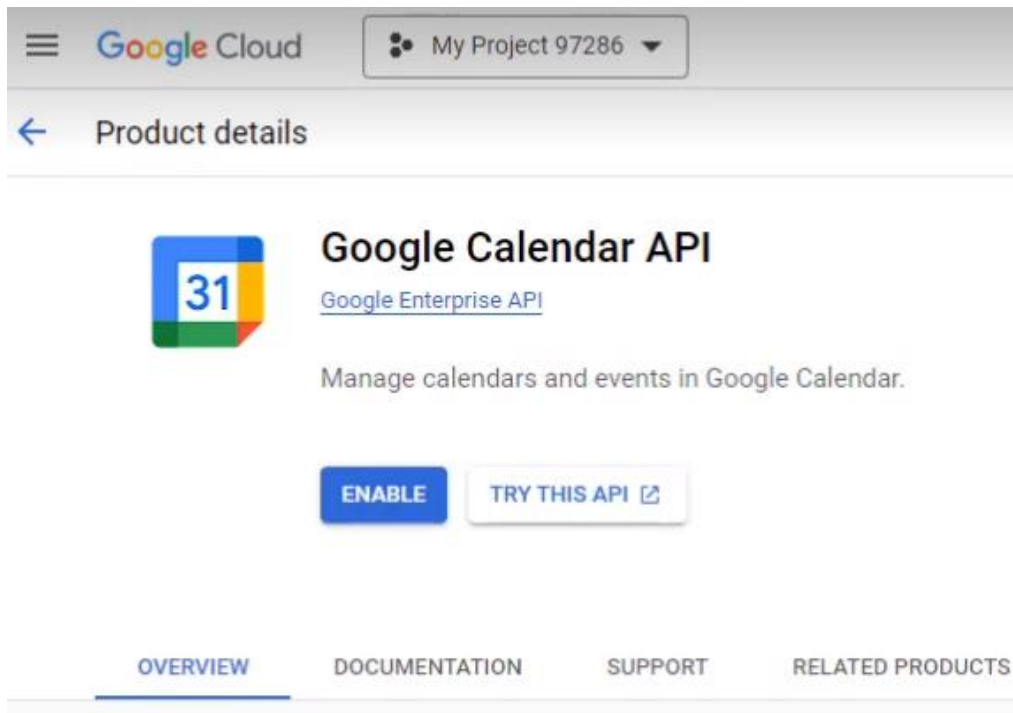 Google Cloud My Project 97286
Product details
31
Google Calendar API
Google Enterprise API
Manage calendars and events in Google Calendar.
ENABLE TRY THIS API
OVERVIEW DOCUMENTATION SUPPORT RELATED PRODUCTS